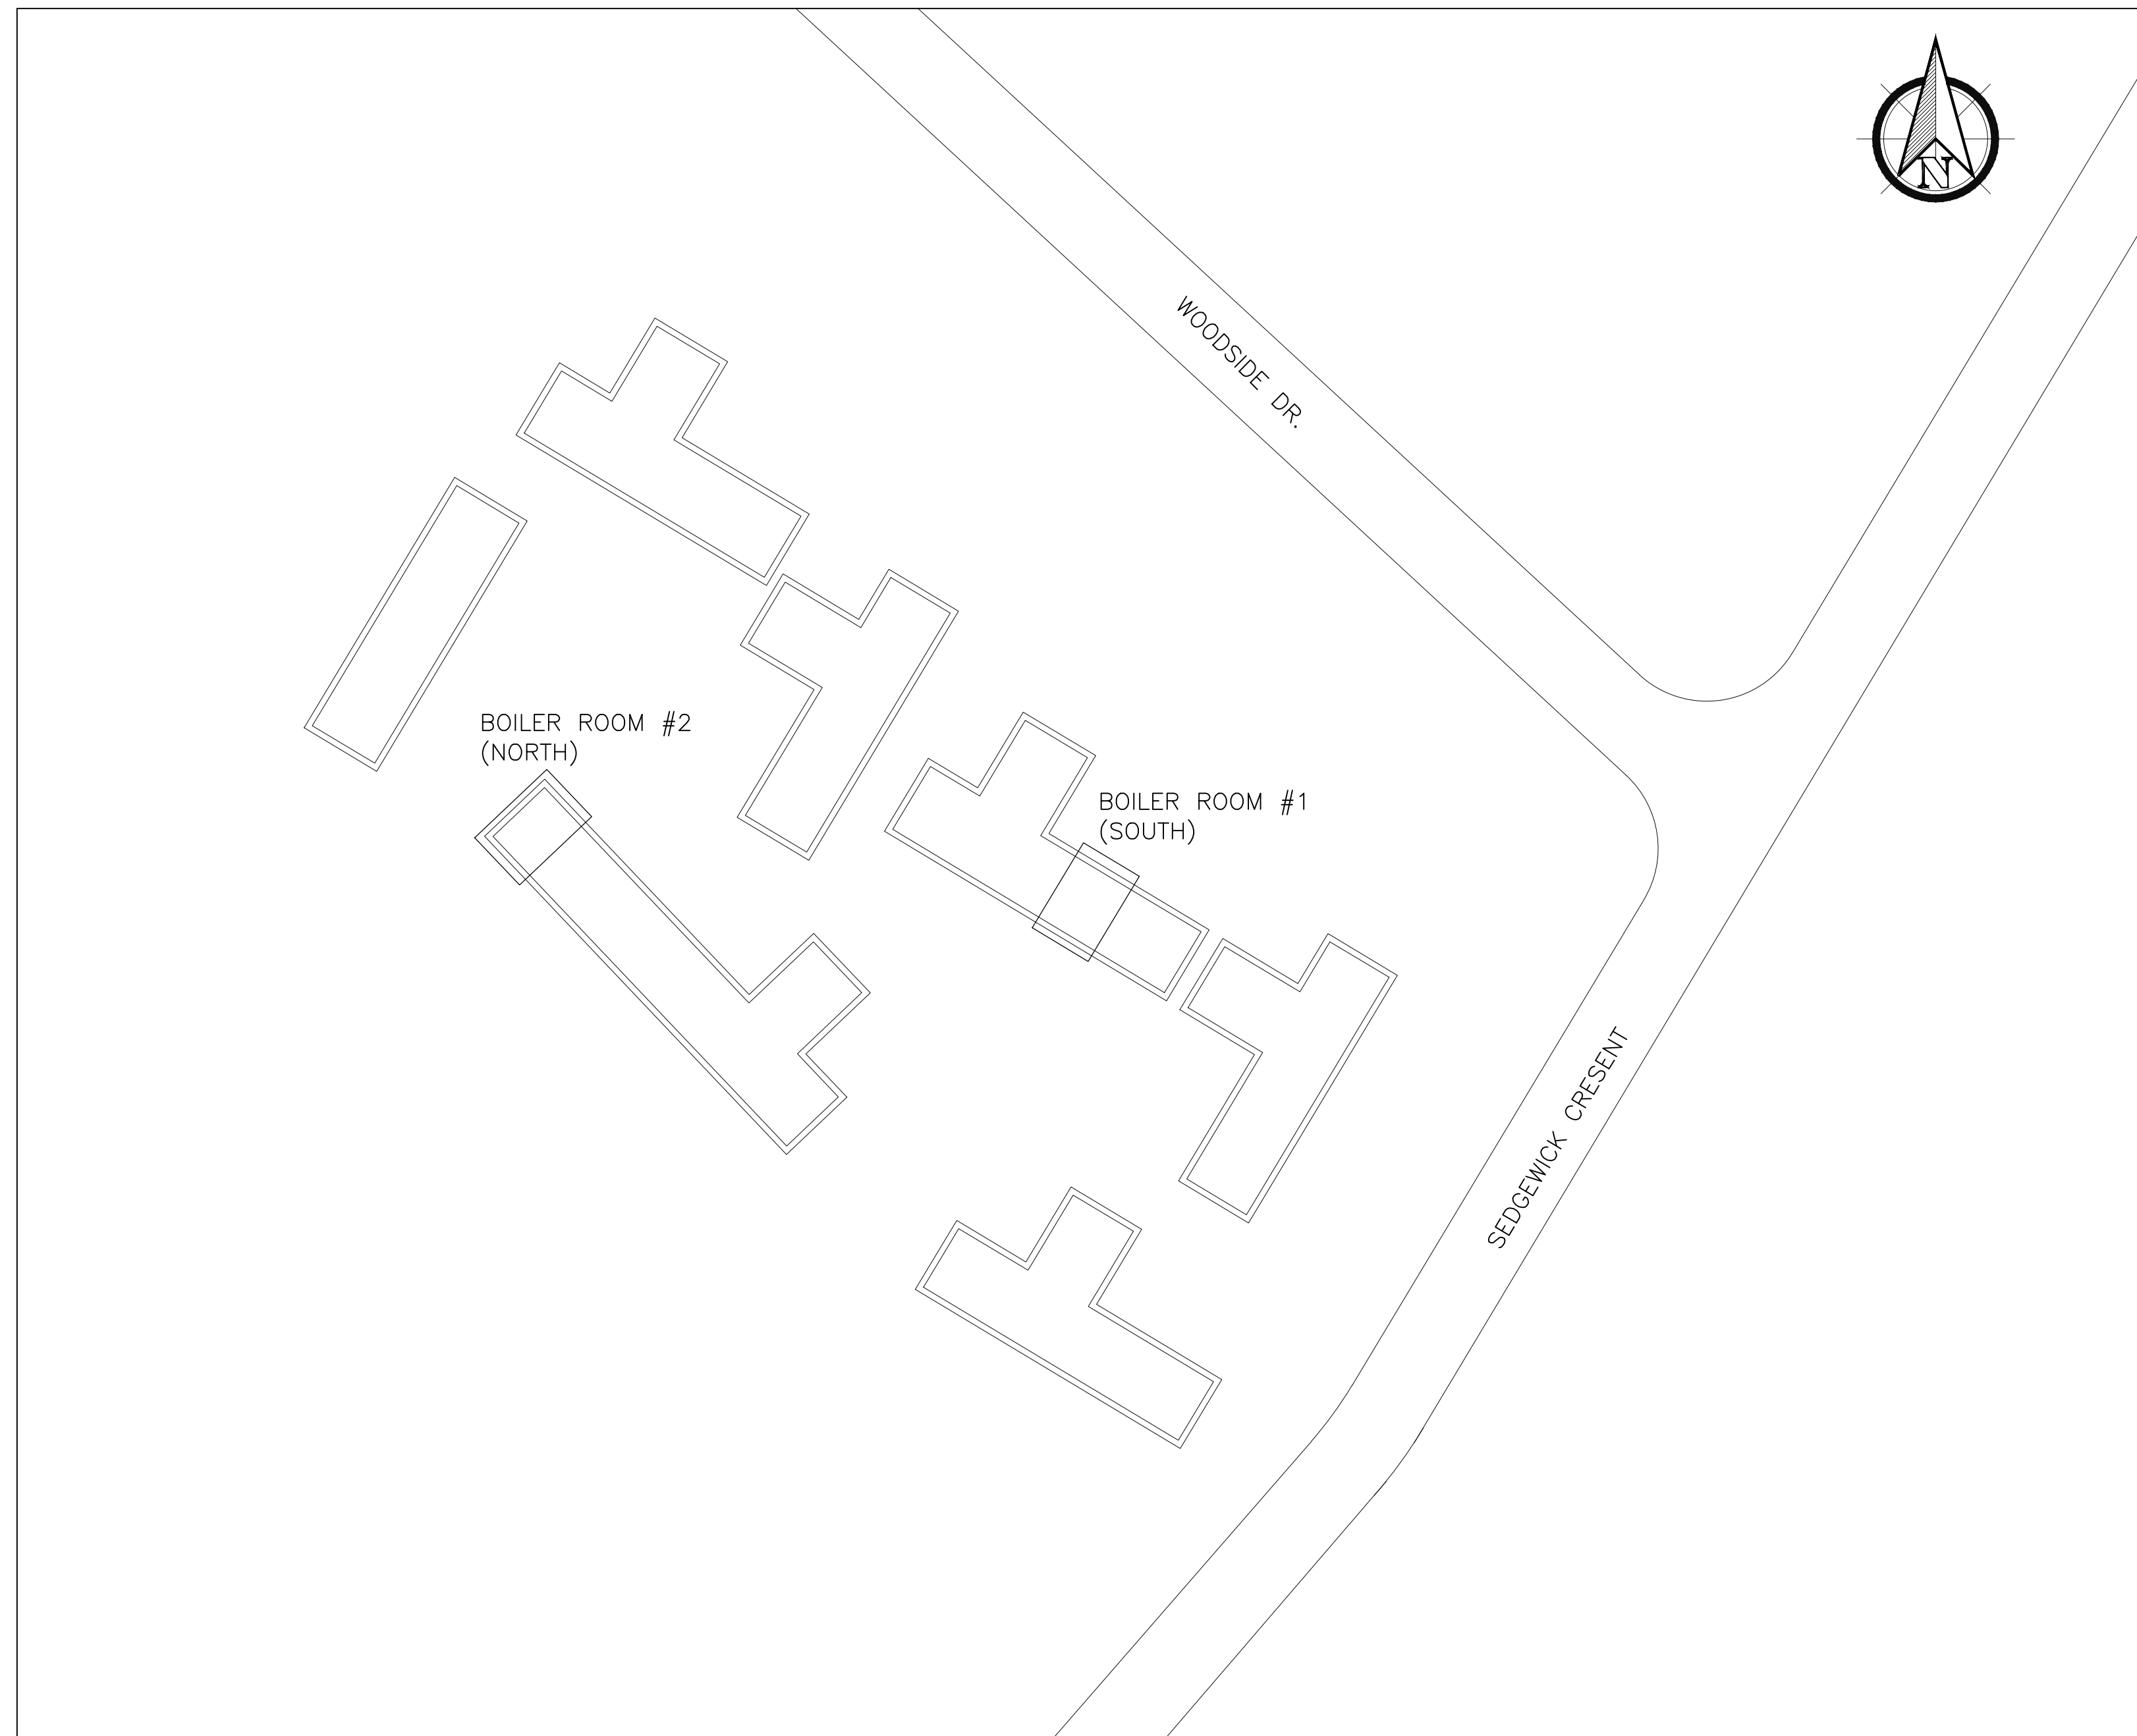 N
WOODSIDE DR.
BOILER ROOM #2
(NORTH)
BOILER ROOM #1
(SOUTH)
SEDGEWICK CRESENT